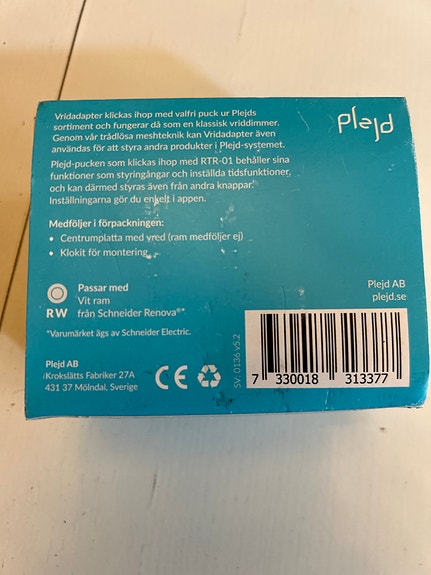 Vridadapter klickas ihop med valfri puck ur Plejds
sortiment och fungerar då som en klassisk vriddimmer.
Genom vår trådlösa meshteknik kan Vridadapter även
användas för att styra andra produkter i Plejd-systemet.
Plejd-pucken som klickas ihop med RTR-01 behåller sina
funktioner som styringångar och inställda tidsfunktioner,
och kan därmed styras även från andra knappar.
Inställningarna gör du enkelt i appen.
Plejd
Medföljer i förpackningen:
• Centrumplatta med vred (ram medföljer ej)
• Klokit för montering
Passar med
Vit ram
RW från Schneider Renova®*
*Varumärket ägs av Schneider Electric.
Plejd AB
plejd.se
Plejd AB
Krokslätts Fabriker 27A
431 37 Mölndal, Sverige
CE
SV: 0136 v5.2
7 330018 313377